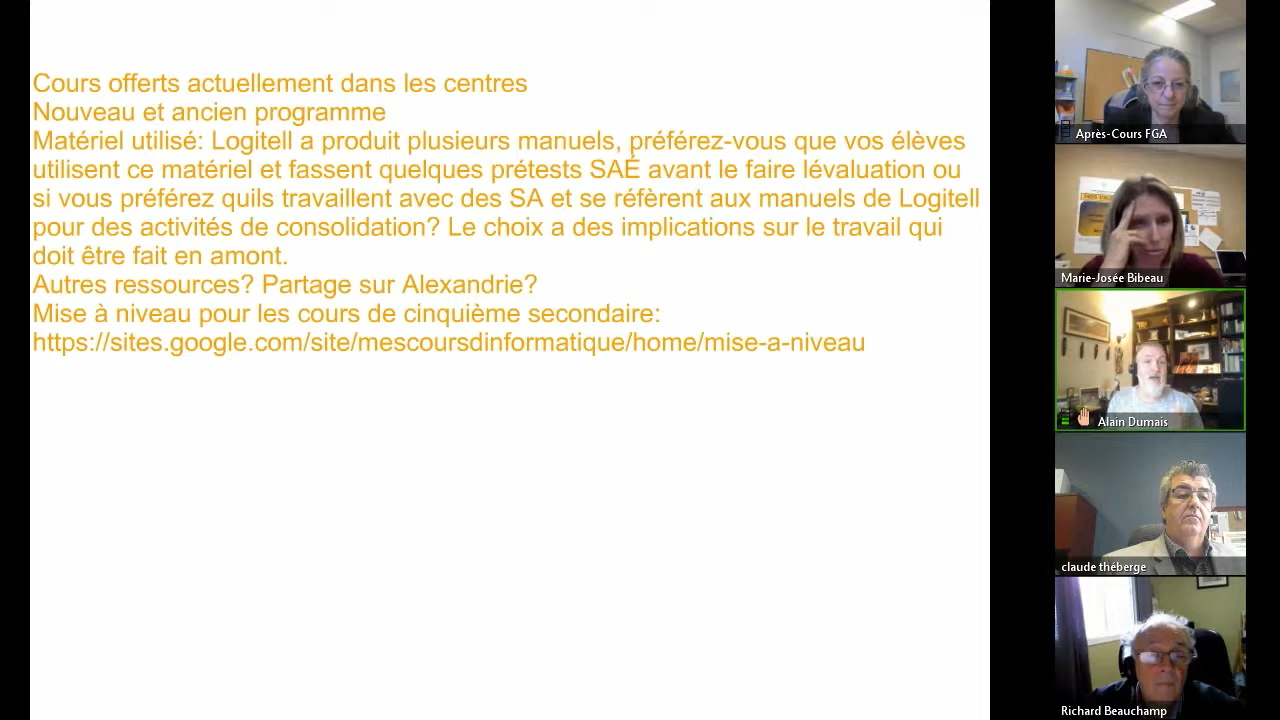 Cours offerts actuellement dans les centres
Nouveau et ancien programme
Matériel utilisé: Logitell a produit plusieurs manuels, préférez-vous que vos élèves
utilisent ce matériel et fassent quelques prétests SAÉ avant le faire lévaluation ou
si vous préférez quils travaillent avec des SA et se réfèrent aux manuels de Logitell
pour des activités de consolidation? Le choix a des implications sur le travail qui
doit être fait en amont.
Autres ressources? Partage sur Alexandrie?
Mise à niveau pour les cours de cinquième secondaire:
https://sites.google.com/site/mescoursdinformatique/home/mise-a-niveau
Après-Cours FGA
Marie-Josée Bibeau
Alain Dumais
claude théberge
Richard Beauchamp